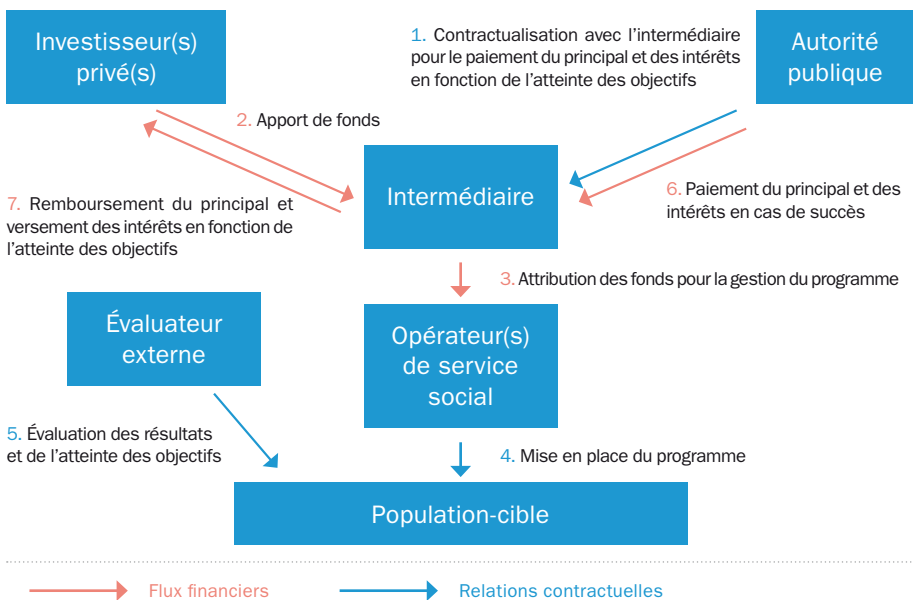 Investisseur(s)
privé(s)
1. Contractualisation avec l'intermédiaire
pour le paiement du principal et des intérêts
en fonction de l'atteinte des objectifs
Autorité
publique
2. Apport de fonds
Intermédiaire
6. Paiement du principal et des
intérêts en cas de succès
7. Remboursement du principal et
versement des intérêts en fonction de
l'atteinte des objectifs
3. Attribution des fonds pour la gestion du programme
Évaluateur
externe
Opérateur(s)
de service
social
5. Évaluation des résultats
et de l'atteinte des objectifs
4. Mise en place du programme
Population-cible
Flux financiers
Relations contractuelles